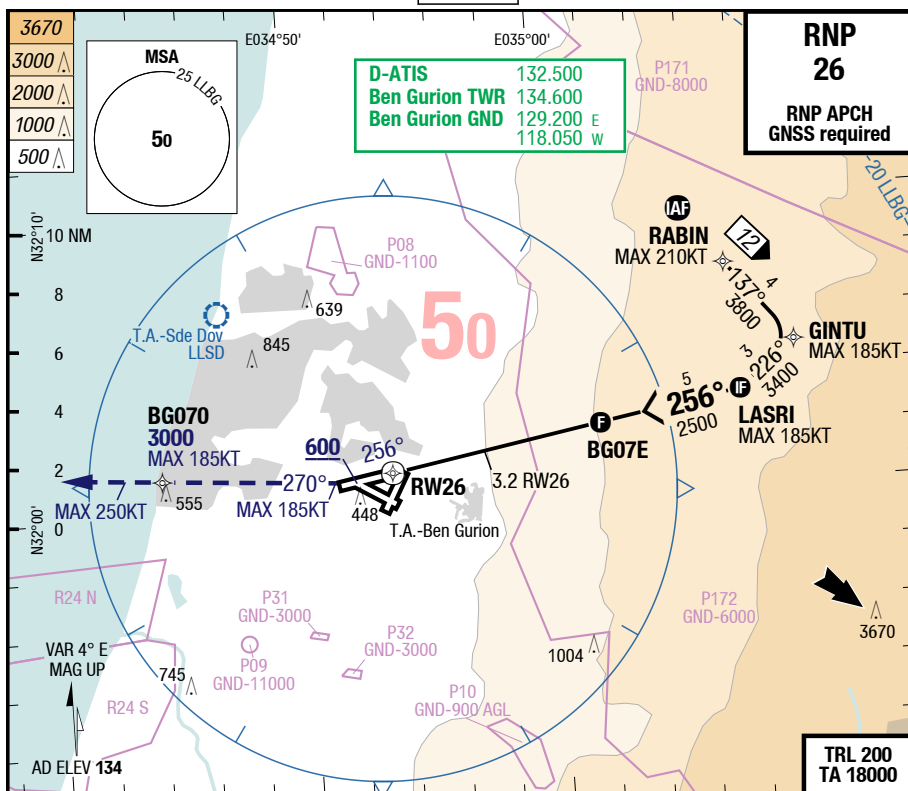 3670
3000
2000
1000
500
MSA
25 LLBG
50
E034°50'
E035°00'
D-ATIS 132.500
Ben Gurion TWR 134.600
Ben Gurion GND 129.200 E
118.050 W
P171
GND-8000
RNP
26
RNP APCH
GNSS required
20 LLBG
N32°10'
10 NM
8
6
4
2
0
N32°00'
P08
GND-1100
639
T.A.-Sde Dov
LLSD
845
50
IAF
RABIN
MAX 210KT
12
4
137°
3800
GINTU
MAX 185KT
3
226°
3400
5
256°
2500
IF
LASRI
MAX 185KT
F
BG07E
BG070
3000
MAX 185KT
600
256°
RW26
3.2 RW26
270°
MAX 250KT
555
MAX 185KT
448
T.A.-Ben Gurion
R24 N
P31
GND-3000
P32
GND-3000
P172
GND-6000
3670
1004
VAR 4° E
MAG UP
P09
GND-11000
745
R24 S
P10
GND-900 AGL
AD ELEV 134
TRL 200
TA 18000